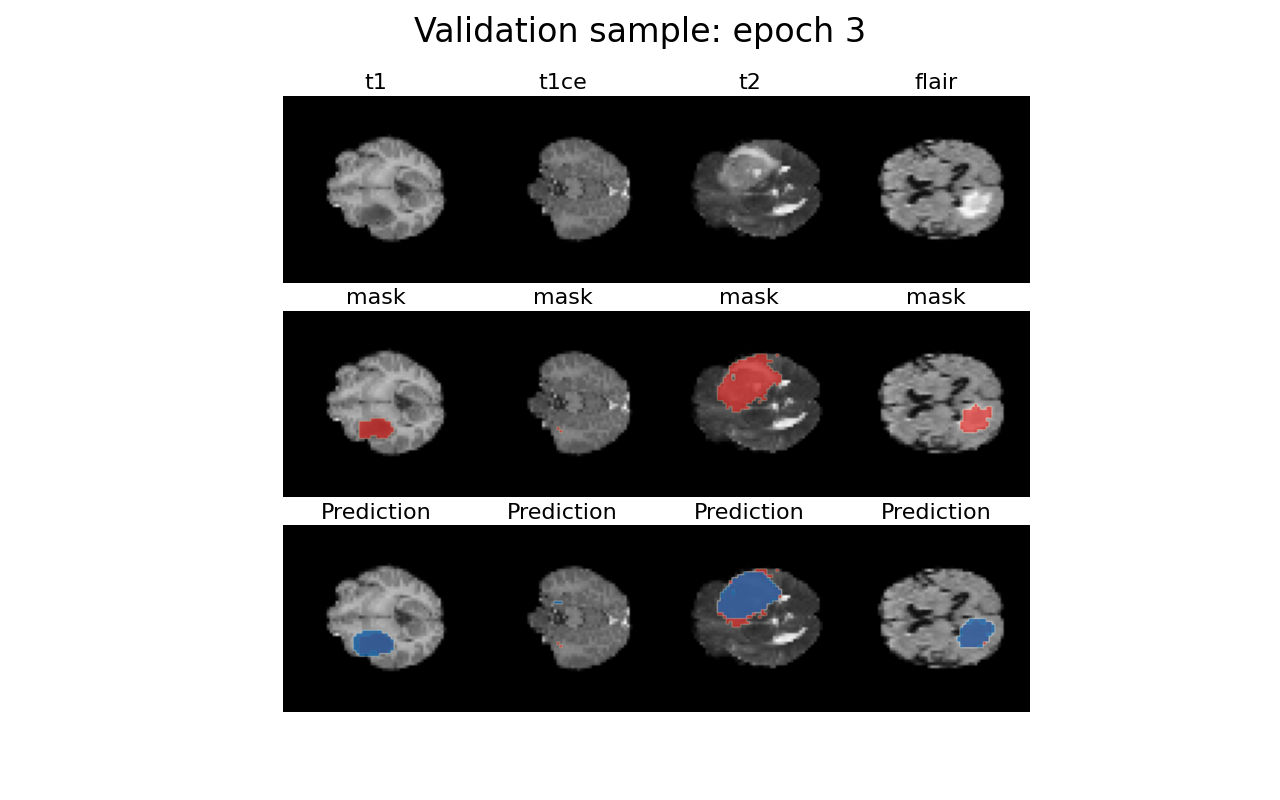 Validation sample: epoch 3
t1 t1ce t2 flair
mask mask mask mask
Prediction Prediction Prediction Prediction